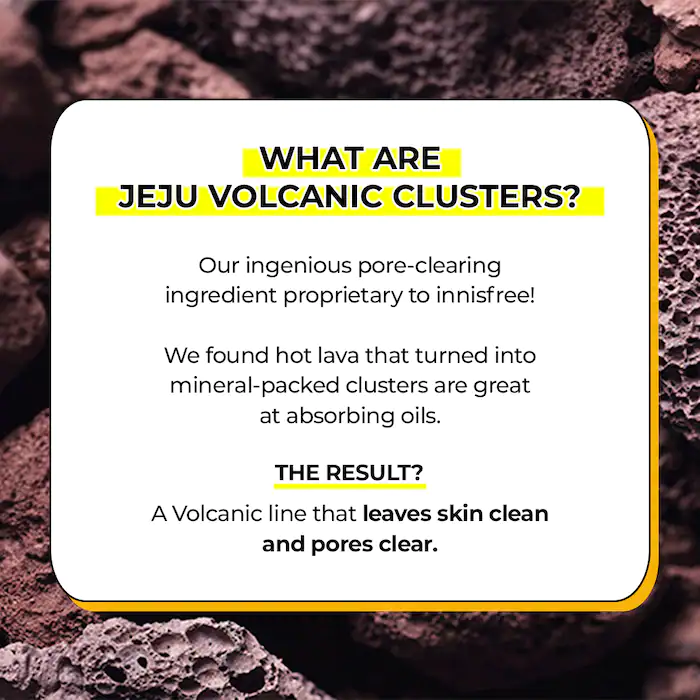 WHAT ARE
JEJU VOLCANIC CLUSTERS?
Our ingenious pore-clearing
ingredient proprietary to innisfree!
We found hot lava that turned into
mineral-packed clusters are great
at absorbing oils.
THE RESULT?
A Volcanic line that leaves skin clean
and pores clear.